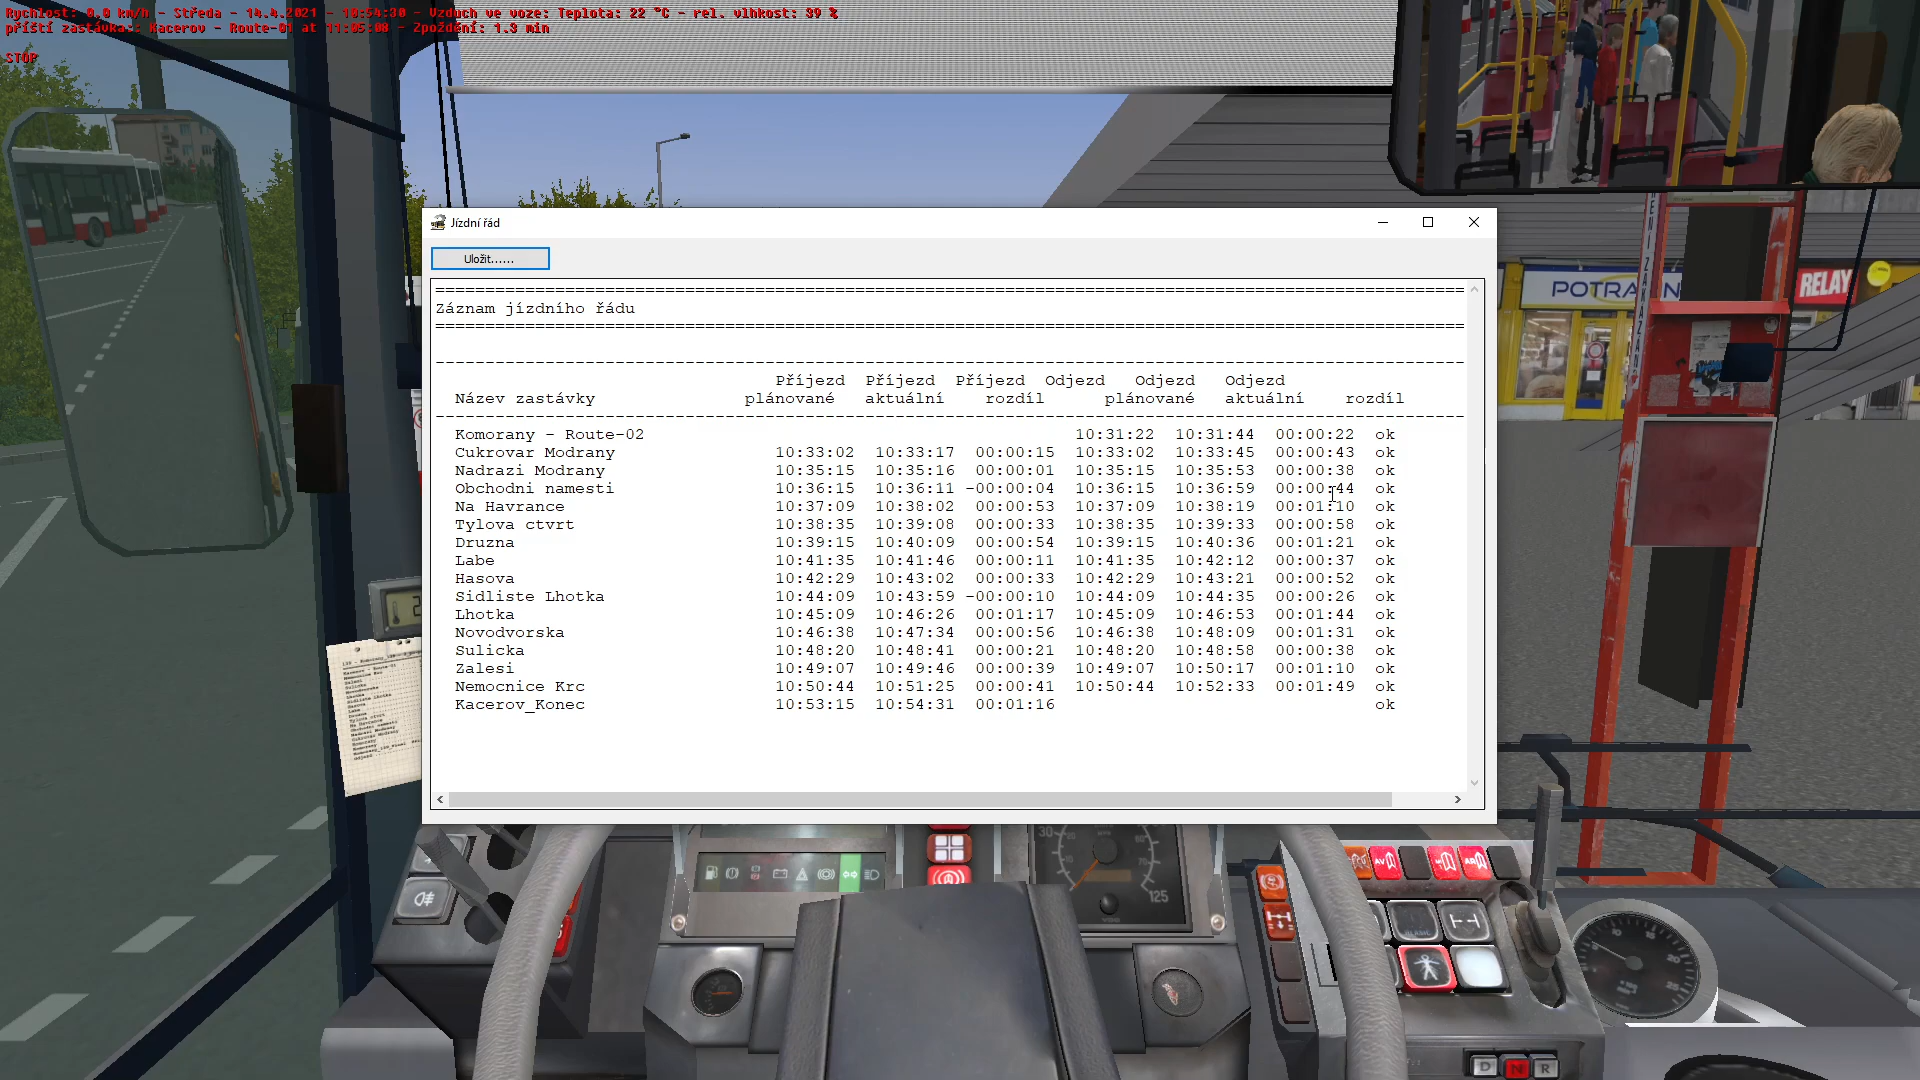 Rychlost: 0.0 km/h - Středa - 14.4.2021 - 10:54:30 - Vzduch ve voze: Teplota: 22 °C - rel. vlhkost: 39 %
příští zastávka:: Kacerov - Route-01 at 11:05:08 - Zpoždění: 1.3 min
STOP
Jízdní řád
Uložit......
Záznam jízdního řádu
Příjezd Příjezd Příjezd Odjezd Odjezd Odjezd
Název zastávky plánované aktuální rozdíl plánované aktuální rozdíl
Komorany - Route-02 10:31:22 10:31:44 00:00:22 ok
Cukrovar Modrany 10:33:02 10:33:17 00:00:15 10:33:02 10:33:45 00:00:43 ok
Nadrazi Modrany 10:35:15 10:35:16 00:00:01 10:35:15 10:35:53 00:00:38 ok
Obchodni namesti 10:36:15 10:36:11 -00:00:04 10:36:15 10:36:59 00:00:44 ok
Na Havrance 10:37:09 10:38:02 00:00:53 10:37:09 10:38:19 00:01:10 ok
Tylova ctvrt 10:38:35 10:39:08 00:00:33 10:38:35 10:39:33 00:00:58 ok
Druzna 10:39:15 10:40:09 00:00:54 10:39:15 10:40:36 00:01:21 ok
Labe 10:41:35 10:41:46 00:00:11 10:41:35 10:42:12 00:00:37 ok
Hasova 10:42:29 10:43:02 00:00:33 10:42:29 10:43:21 00:00:52 ok
Sidliste Lhotka 10:44:09 10:43:59 -00:00:10 10:44:09 10:44:35 00:00:26 ok
Lhotka 10:45:09 10:46:26 00:01:17 10:45:09 10:46:53 00:01:44 ok
Novodvorska 10:46:38 10:47:34 00:00:56 10:46:38 10:48:09 00:01:31 ok
Sulicka 10:48:20 10:48:41 00:00:21 10:48:20 10:48:58 00:00:38 ok
Zalesi 10:49:07 10:49:46 00:00:39 10:49:07 10:50:17 00:01:10 ok
Nemocnice Krc 10:50:44 10:51:25 00:00:41 10:50:44 10:52:33 00:01:49 ok
Kacerov_Konec 10:53:15 10:54:31 00:01:16 ok
RELAY
125
D N R